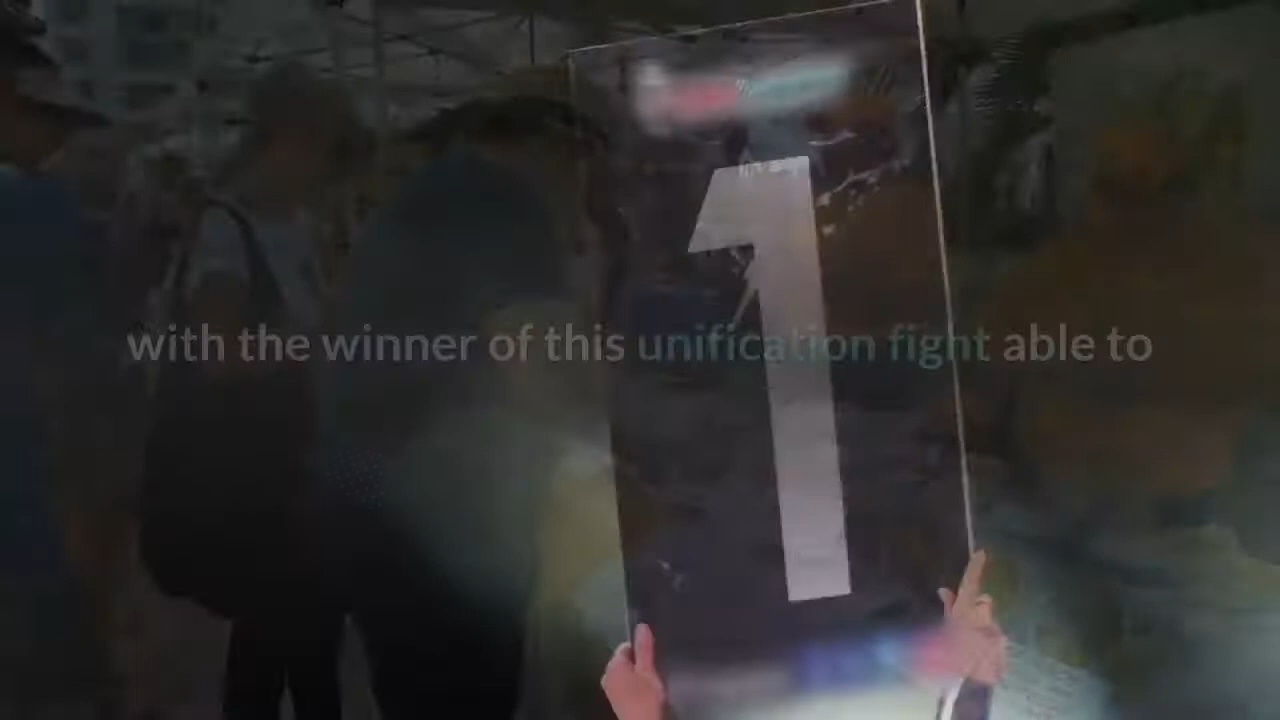 1
with the winner of this unification fight able to